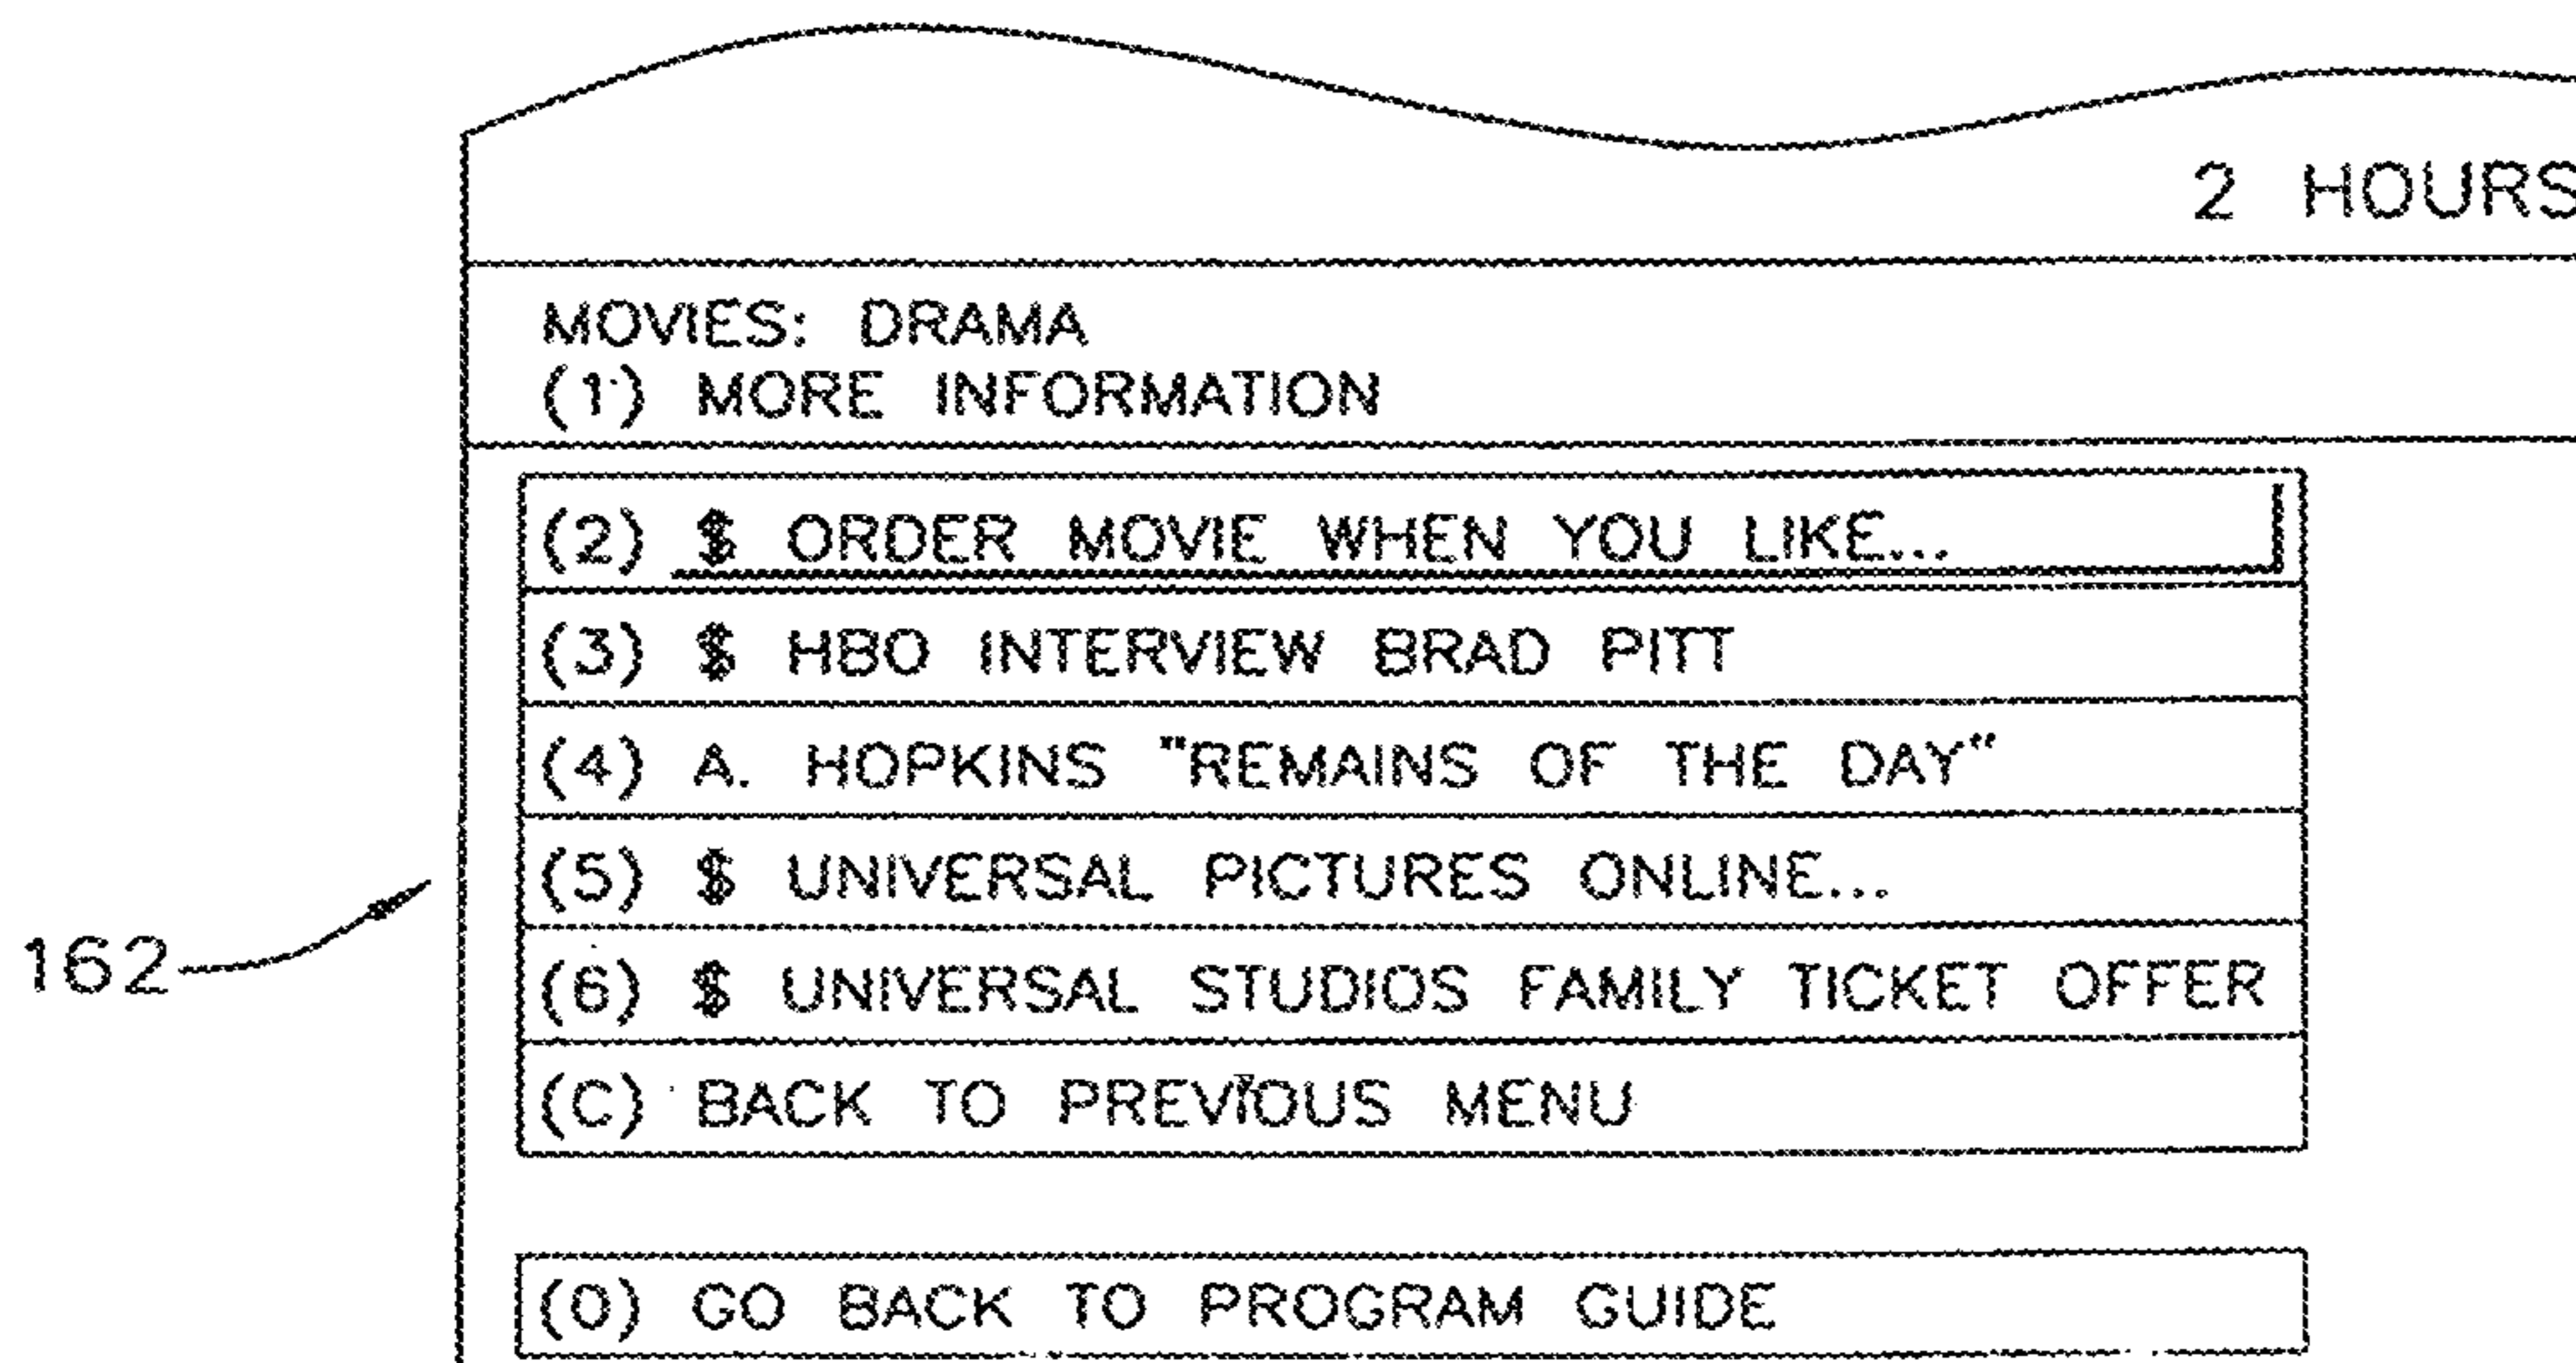 2 HOURS
MOVIES: DRAMA
(1) MORE INFORMATION
(2) $ ORDER MOVIE WHEN YOU LIKE...
(3) $ HBO INTERVIEW BRAD PITT
(4) A. HOPKINS "REMAINS OF THE DAY"
(5) $ UNIVERSAL PICTURES ONLINE...
162
(6) $ UNIVERSAL STUDIOS FAMILY TICKET OFFER
(C) BACK TO PREVIOUS MENU
(0) GO BACK TO PROGRAM GUIDE